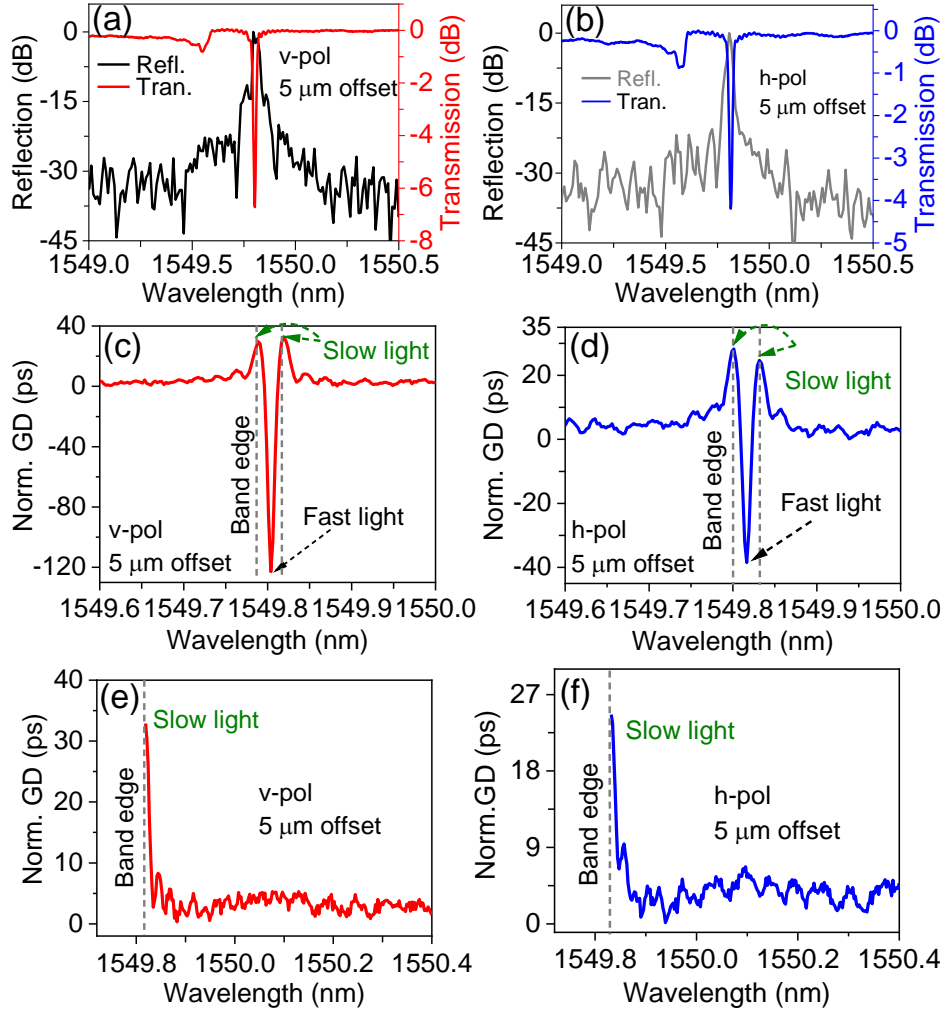 (a)
0
-15
-30
-45
Reflection (dB)
Refl.
Tran.
v-pol
5 μm offset
0
-2
-4
-6
-8
Transmission (dB)
1549.0
1549.5
1550.0
1550.5
Wavelength (nm)
(b)
0
-15
-30
-45
Reflection (dB)
Refl.
Tran.
h-pol
5 μm offset
0
-1
-2
-3
-4
-5
Transmission (dB)
1549.0
1549.5
1550.0
1550.5
Wavelength (nm)
(c)
40
0
-40
-80
-120
Norm. GD (ps)
Slow light
Band edge
Fast light
v-pol
5 μm offset
1549.6
1549.7
1549.8
1549.9
1550.0
Wavelength (nm)
(d)
35
20
0
-20
-40
-45
Norm. GD (ps)
Slow light
Band edge
Fast light
h-pol
5 μm offset
1549.6
1549.7
1549.8
1549.9
1550.0
Wavelength (nm)
(e)
40
30
20
10
0
Norm. GD (ps)
Slow light
Band edge
v-pol
5 μm offset
1549.8
1550.0
1550.2
1550.4
Wavelength (nm)
(f)
27
18
9
0
Norm.GD (ps)
Slow light
Band edge
h-pol
5 μm offset
1549.8
1550.0
1550.2
1550.4
Wavelength (nm)